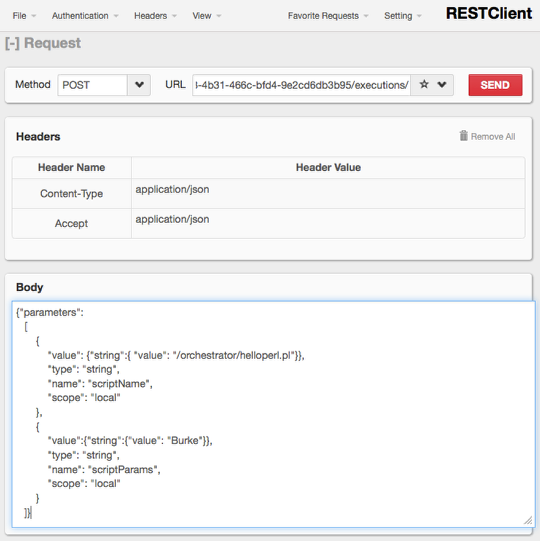 File Authentication Headers View Favorite Requests Setting RESTClient
[-] Request
Method POST URL l-4b31-466c-bfd4-9e2cd6db3b95/executions/ SEND
Headers Remove All
Header Name Header Value
Content-Type application/json
Accept application/json
Body
{"parameters":
[
{
"value": {"string":{ "value": "/orchestrator/helloperl.pl"}},
"type": "string",
"name": "scriptName",
"scope": "local"
},
{
"value":{"string":{"value": "Burke"}},
"type": "string",
"name": "scriptParams",
"scope": "local"
}
]}